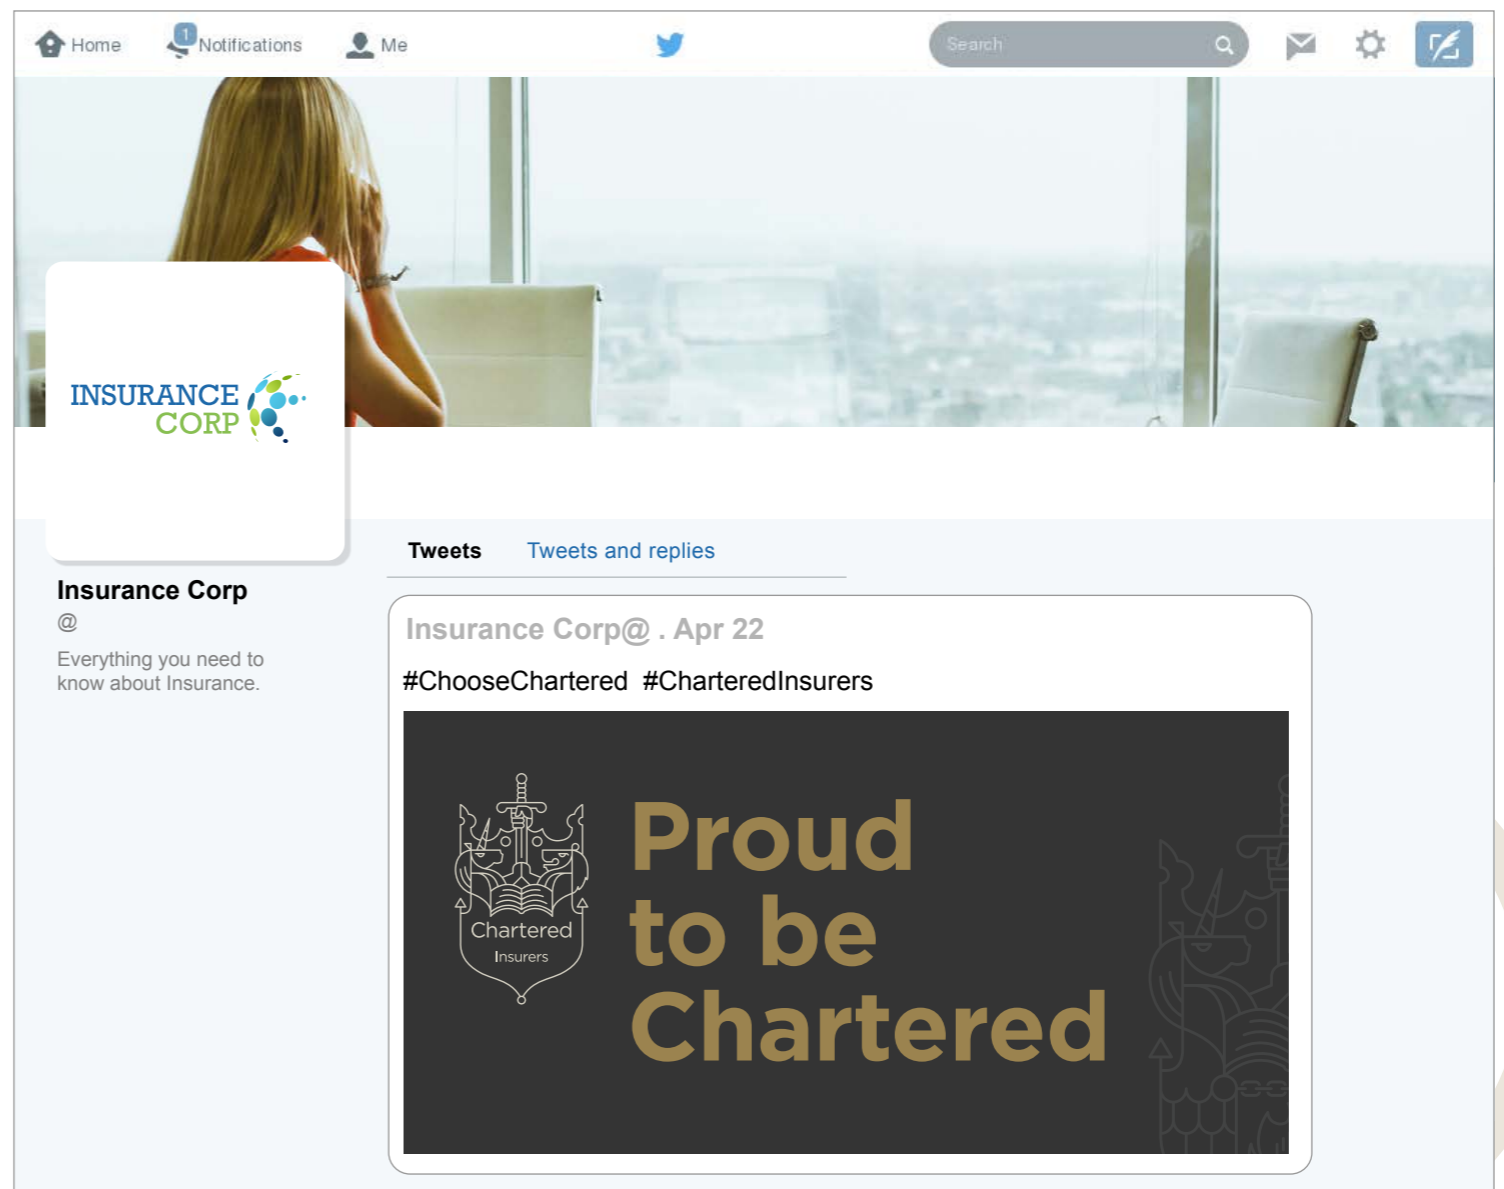 Home
1
Notifications
Me
Search
INSURANCE
CORP
Insurance Corp
@
Everything you need to
know about Insurance.
Tweets
Tweets and replies
Insurance Corp@ . Apr 22
#ChooseChartered #CharteredInsurers
Chartered
Insurers
Proud
to be
Chartered